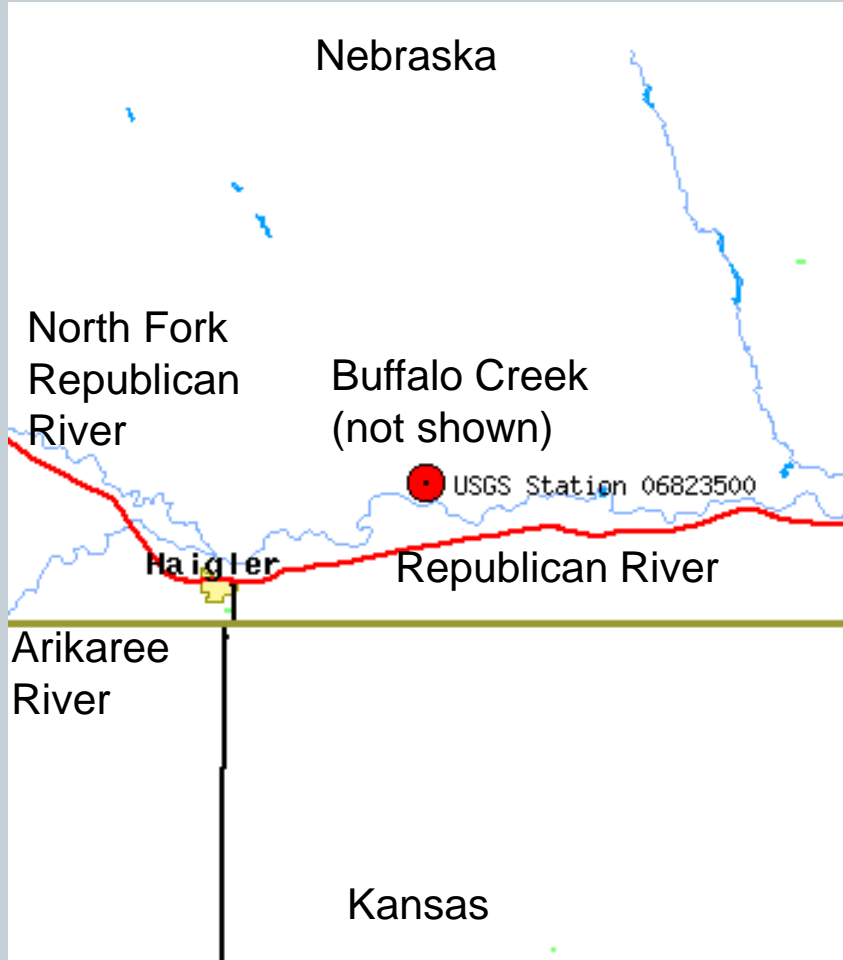 Nebraska
North Fork
Republican
River
Buffalo Creek
(not shown)
USGS Station 06823500
Haigler
Republican River
Arikaree
River
Kansas